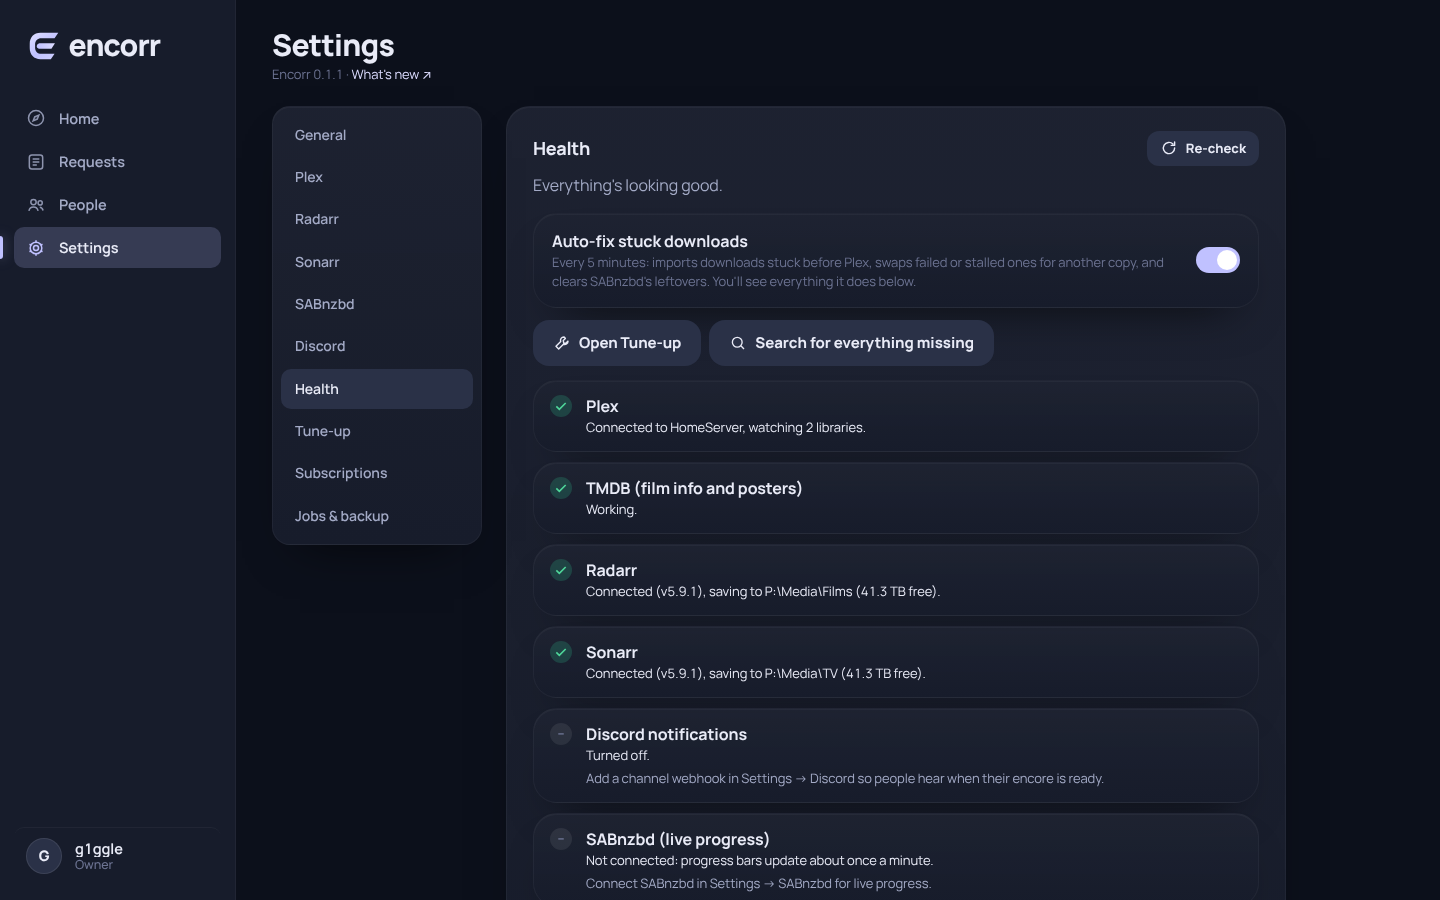 encorr
Home
Requests
People
Settings
G
g1ggle
Owner
Settings
Encorr 0.1.1 · What's new ↗
General
Plex
Radarr
Sonarr
SABnzbd
Discord
Health
Tune-up
Subscriptions
Jobs & backup
Health
Re-check
Everything's looking good.
Auto-fix stuck downloads
Every 5 minutes: imports downloads stuck before Plex, swaps failed or stalled ones for another copy, and
clears SABnzbd's leftovers. You'll see everything it does below.
Open Tune-up
Search for everything missing
Plex
Connected to HomeServer, watching 2 libraries.
TMDB (film info and posters)
Working.
Radarr
Connected (v5.9.1), saving to P:\Media\Films (41.3 TB free).
Sonarr
Connected (v5.9.1), saving to P:\Media\TV (41.3 TB free).
Discord notifications
Turned off.
Add a channel webhook in Settings → Discord so people hear when their encore is ready.
SABnzbd (live progress)
Not connected: progress bars update about once a minute.
Connect SABnzbd in Settings → SABnzbd for live progress.